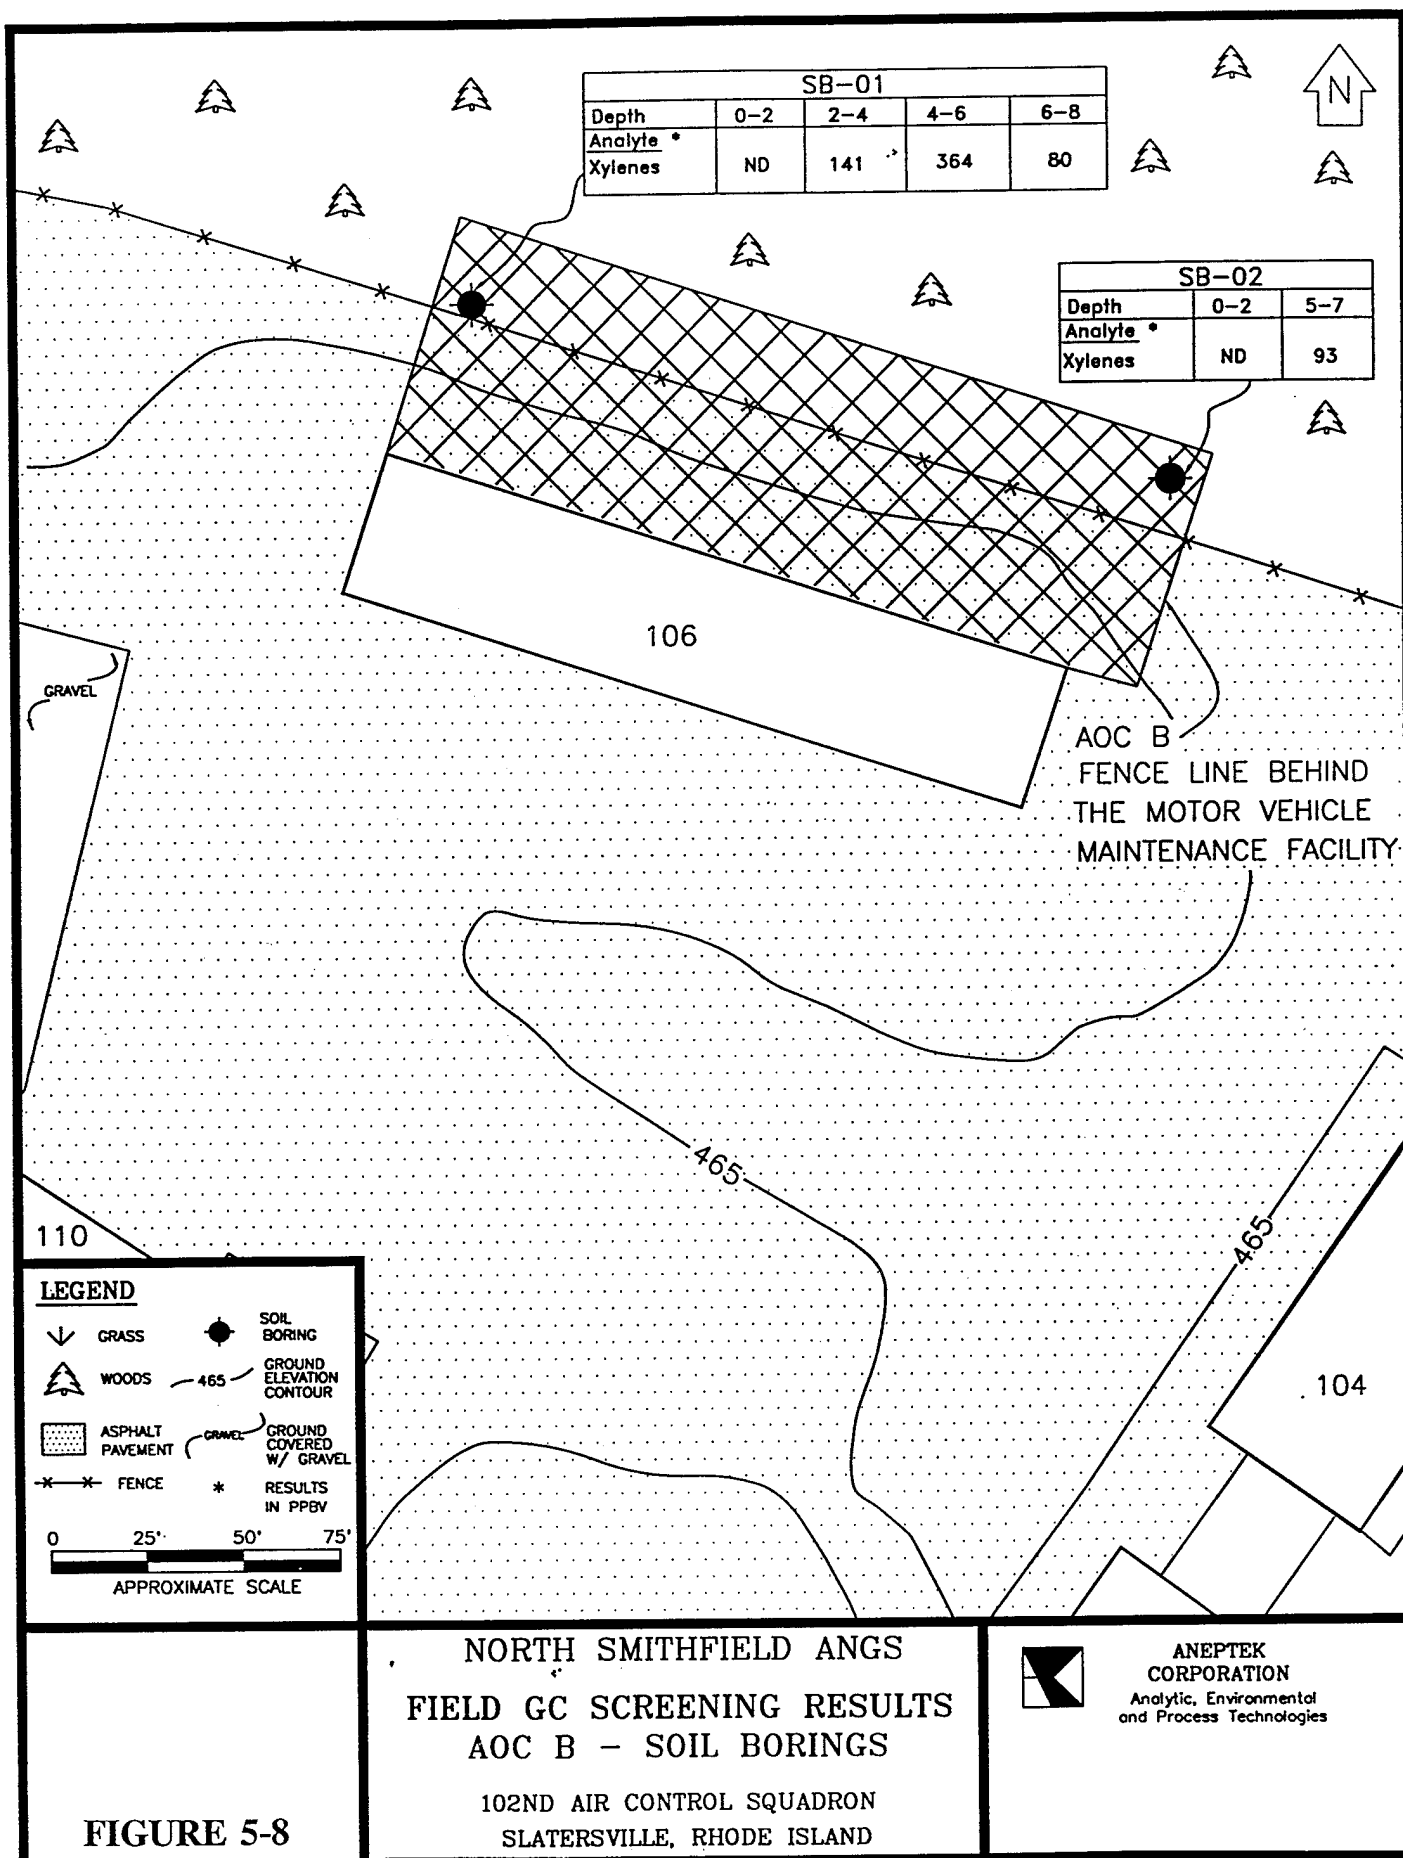 N
SB-01
Depth 0-2 2-4 4-6 6-8
Analyte *
Xylenes ND 141 364 80
SB-02
Depth 0-2 5-7
Analyte *
Xylenes ND 93
106
GRAVEL
AOC B
FENCE LINE BEHIND
THE MOTOR VEHICLE
MAINTENANCE FACILITY
465
465
110
104
LEGEND
GRASS
SOIL
BORING
WOODS
465
GROUND
ELEVATION
CONTOUR
ASPHALT
PAVEMENT
GRAVEL
GROUND
COVERED
W/ GRAVEL
FENCE
* RESULTS
IN PPBV
0 25' 50' 75'
APPROXIMATE SCALE
FIGURE 5-8
NORTH SMITHFIELD ANGS
FIELD GC SCREENING RESULTS
AOC B - SOIL BORINGS
102ND AIR CONTROL SQUADRON
SLATERSVILLE, RHODE ISLAND
ANEPTEK
CORPORATION
Analytic, Environmental
and Process Technologies